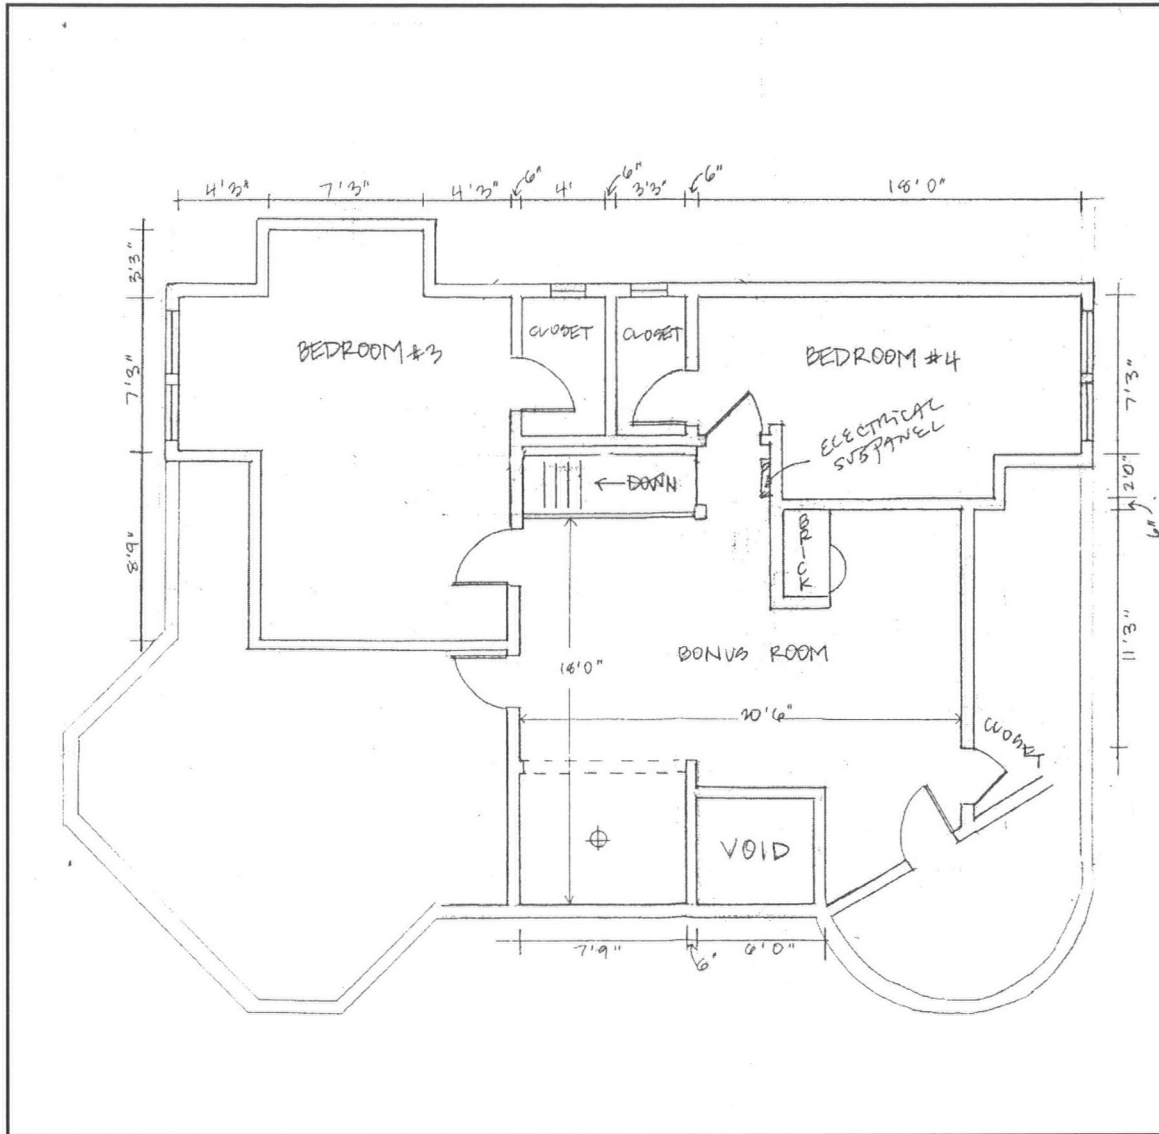 6" 6" 6"
4'3" 7'3" 4'3" 4' 3'3" 18'0"
3'3"
7'3"
8'9"
BEDROOM #3
CLOSET
CLOSET
BEDROOM #4
ELECTRICAL
SUBPANEL
7'3"
2'0"
6"
11'3"
← DOWN
BRICK
BONUS ROOM
18'0"
20'6"
CLOSET
VOID
7'9" 6" 6'0"